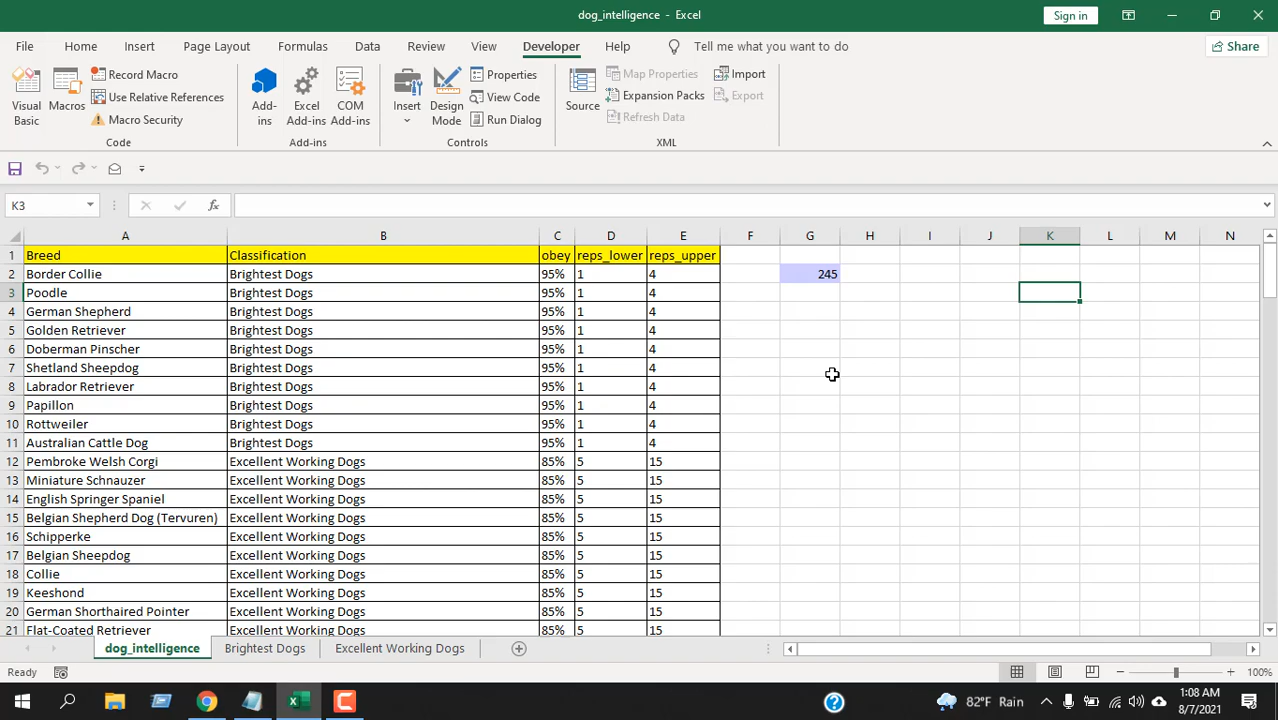 dog_intelligence - Excel
Sign in
File Home Insert Page Layout Formulas Data Review View Developer Help Tell me what you want to do Share
Visual Basic
Macros
Record Macro
Use Relative References
Macro Security
Code
Add-ins
Excel Add-ins
COM Add-ins
Add-ins
Insert
Design Mode
Properties
View Code
Run Dialog
Controls
Source
Map Properties
Expansion Packs
Refresh Data
Import
Export
XML
K3 fx
A B C D E F G H I J K L M N
1 Breed Classification obey reps_lower reps_upper
2 Border Collie Brightest Dogs 95% 1 4 245
3 Poodle Brightest Dogs 95% 1 4
4 German Shepherd Brightest Dogs 95% 1 4
5 Golden Retriever Brightest Dogs 95% 1 4
6 Doberman Pinscher Brightest Dogs 95% 1 4
7 Shetland Sheepdog Brightest Dogs 95% 1 4
8 Labrador Retriever Brightest Dogs 95% 1 4
9 Papillon Brightest Dogs 95% 1 4
10 Rottweiler Brightest Dogs 95% 1 4
11 Australian Cattle Dog Brightest Dogs 95% 1 4
12 Pembroke Welsh Corgi Excellent Working Dogs 85% 5 15
13 Miniature Schnauzer Excellent Working Dogs 85% 5 15
14 English Springer Spaniel Excellent Working Dogs 85% 5 15
15 Belgian Shepherd Dog (Tervuren) Excellent Working Dogs 85% 5 15
16 Schipperke Excellent Working Dogs 85% 5 15
17 Belgian Sheepdog Excellent Working Dogs 85% 5 15
18 Collie Excellent Working Dogs 85% 5 15
19 Keeshond Excellent Working Dogs 85% 5 15
20 German Shorthaired Pointer Excellent Working Dogs 85% 5 15
21 Flat-Coated Retriever Excellent Working Dogs 85% 5 15
dog_intelligence Brightest Dogs Excellent Working Dogs
Ready 100%
82°F Rain 1:08 AM
8/7/2021